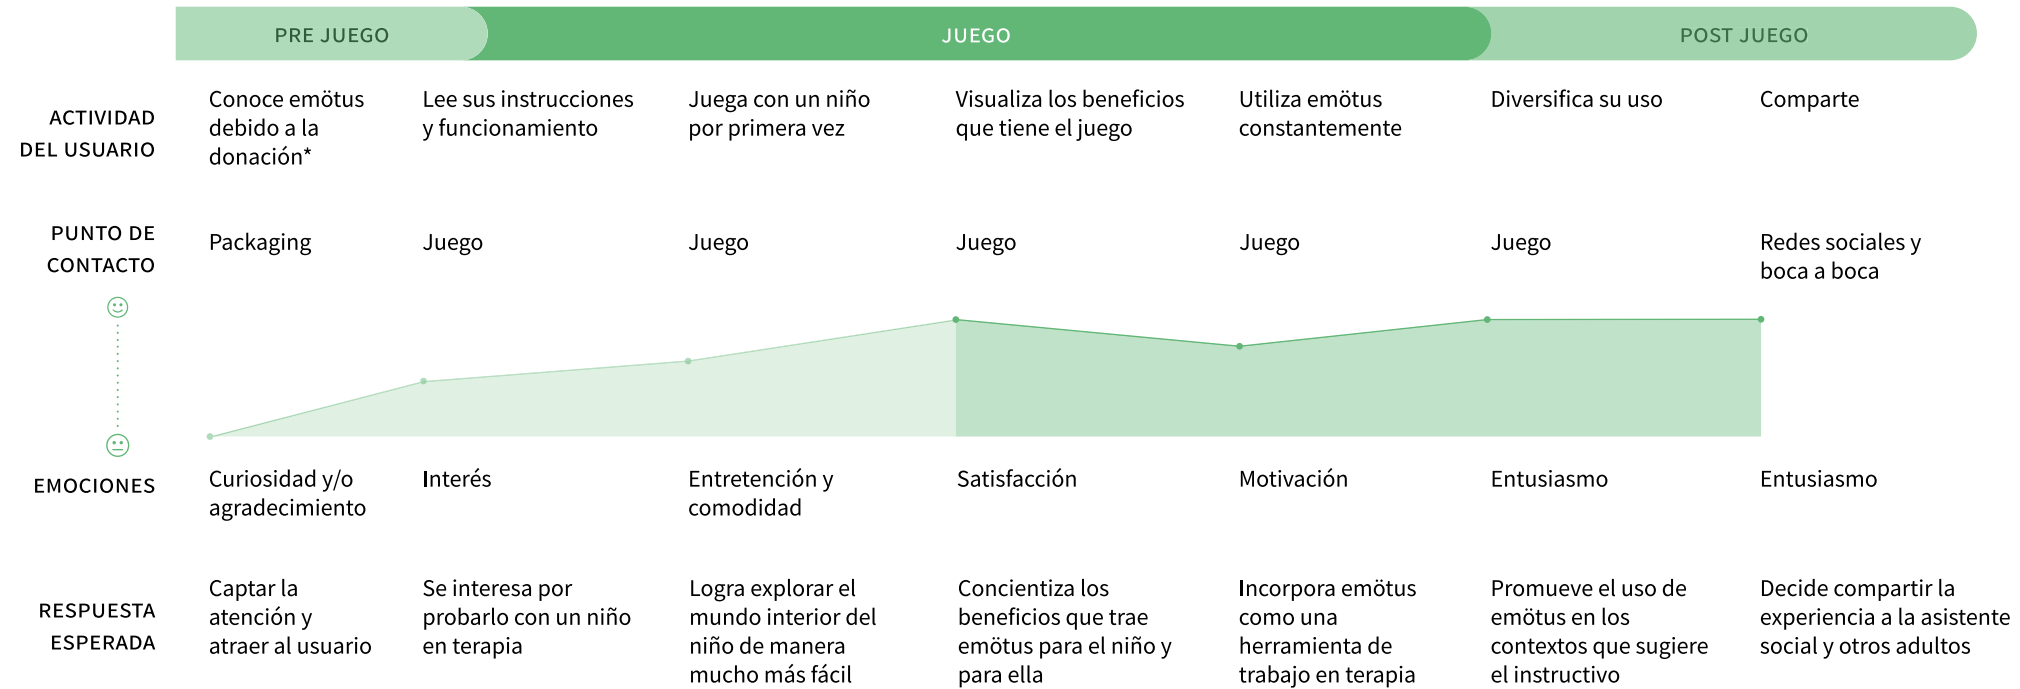 PRE JUEGO
JUEGO
POST JUEGO
ACTIVIDAD
DEL USUARIO
Conoce emötus
debido a la
donación*
Lee sus instrucciones
y funcionamiento
Juega con un niño
por primera vez
Visualiza los beneficios
que tiene el juego
Utiliza emötus
constantemente
Diversifica su uso
Comparte
PUNTO DE
CONTACTO
Packaging
Juego
Juego
Juego
Juego
Juego
Redes sociales y
boca a boca
EMOCIONES
Curiosidad y/o
agradecimiento
Interés
Entretención y
comodidad
Satisfacción
Motivación
Entusiasmo
Entusiasmo
RESPUESTA
ESPERADA
Captar la
atención y
atraer al usuario
Se interesa por
probarlo con un niño
en terapia
Logra explorar el
mundo interior del
niño de manera
mucho más fácil
Concientiza los
beneficios que trae
emötus para el niño y
para ella
Incorpora emötus
como una
herramienta de
trabajo en terapia
Promueve el uso de
emötus en los
contextos que sugiere
el instructivo
Decide compartir la
experiencia a la asistente
social y otros adultos